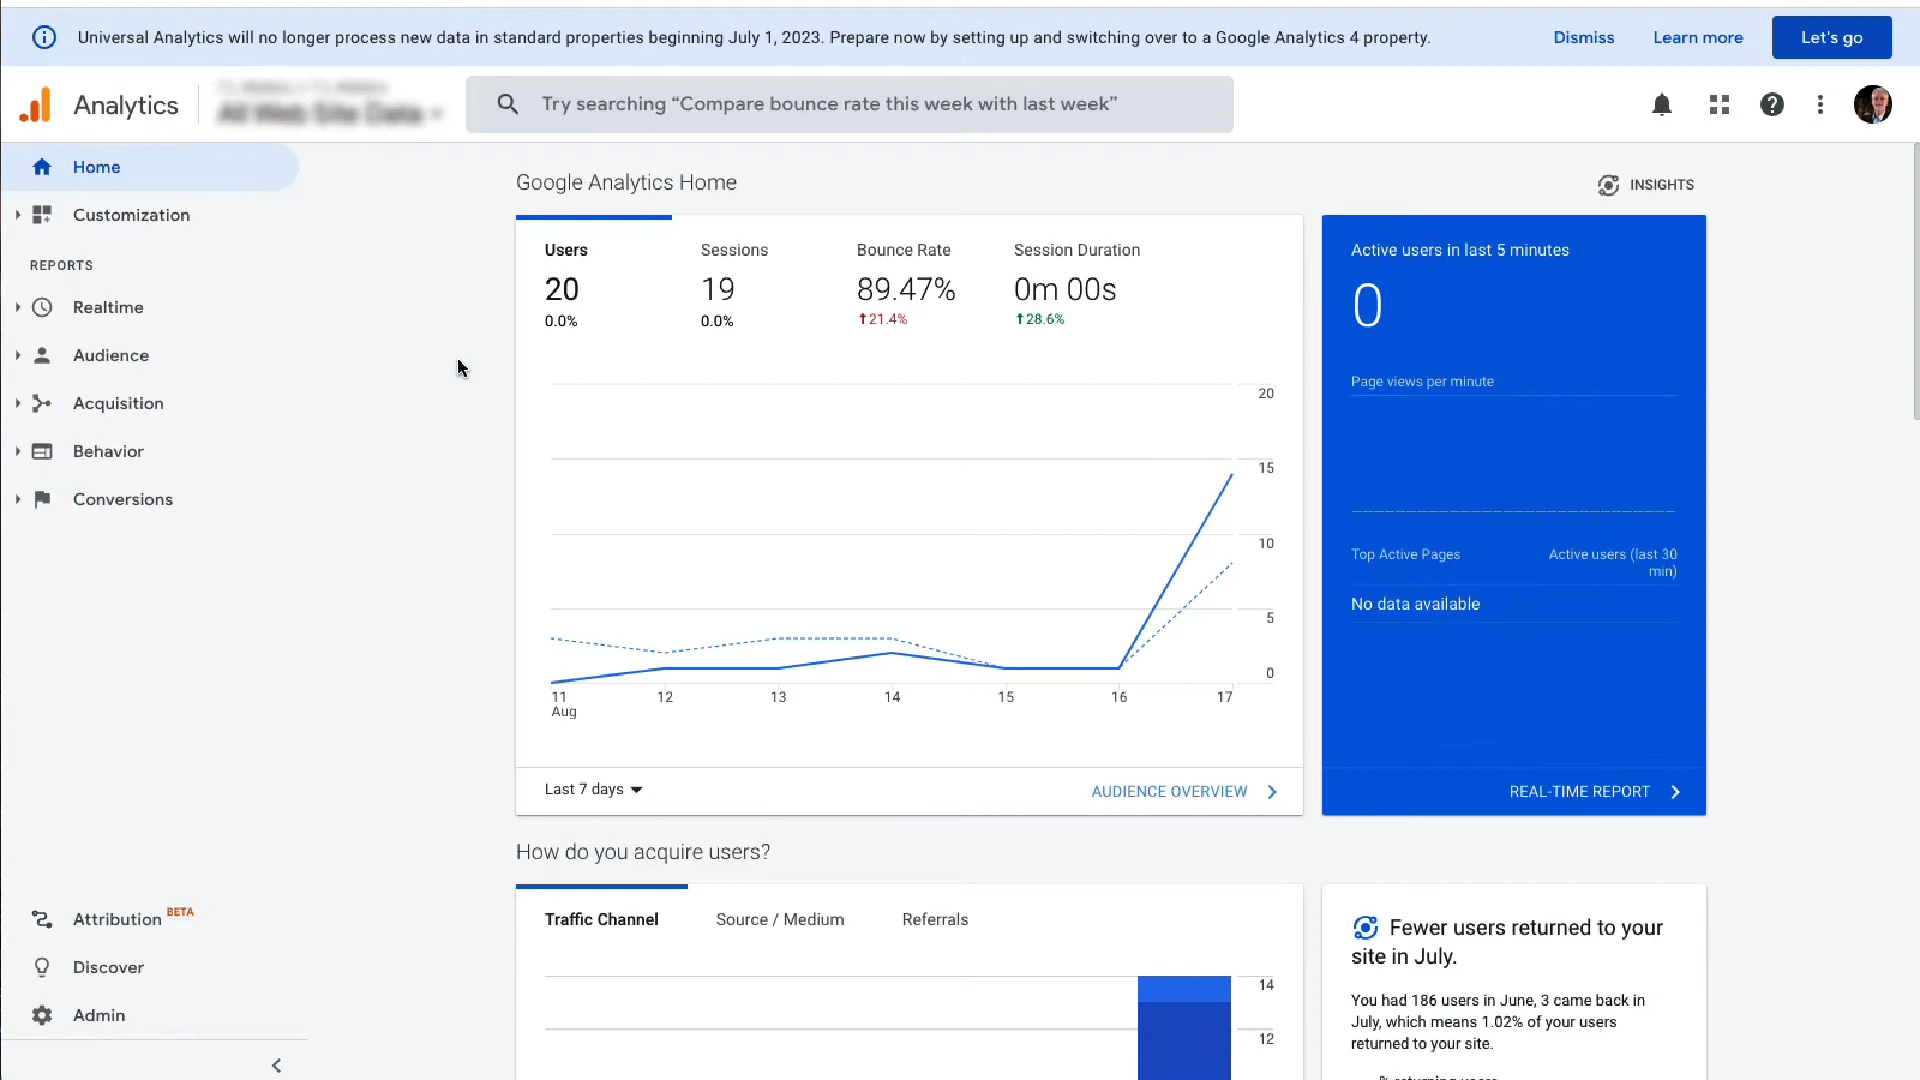 Universal Analytics will no longer process new data in standard properties beginning July 1, 2023. Prepare now by setting up and switching over to a Google Analytics 4 property.
Dismiss
Learn more
Let's go
Analytics
All Web Site Data
Try searching “Compare bounce rate this week with last week”
Home
Customization
REPORTS
Realtime
Audience
Acquisition
Behavior
Conversions
Attribution BETA
Discover
Admin
Google Analytics Home
INSIGHTS
Users
20
0.0%
Sessions
19
0.0%
Bounce Rate
89.47%
21.4%
Session Duration
0m 00s
28.6%
20
15
10
5
0
11
Aug
12
13
14
15
16
17
Last 7 days
AUDIENCE OVERVIEW
Active users in last 5 minutes
0
Page views per minute
Top Active Pages
Active users (last 30
min)
No data available
REAL-TIME REPORT
How do you acquire users?
Traffic Channel
Source / Medium
Referrals
14
12
Fewer users returned to your
site in July.
You had 186 users in June, 3 came back in
July, which means 1.02% of your users
returned to your site.
% returning users